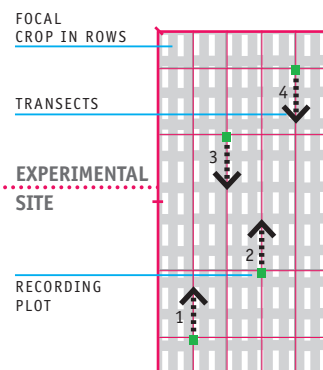 FOCAL
CROP IN ROWS
4
TRANSECTS
3
EXPERIMENTAL
SITE
2
RECORDING
PLOT
1